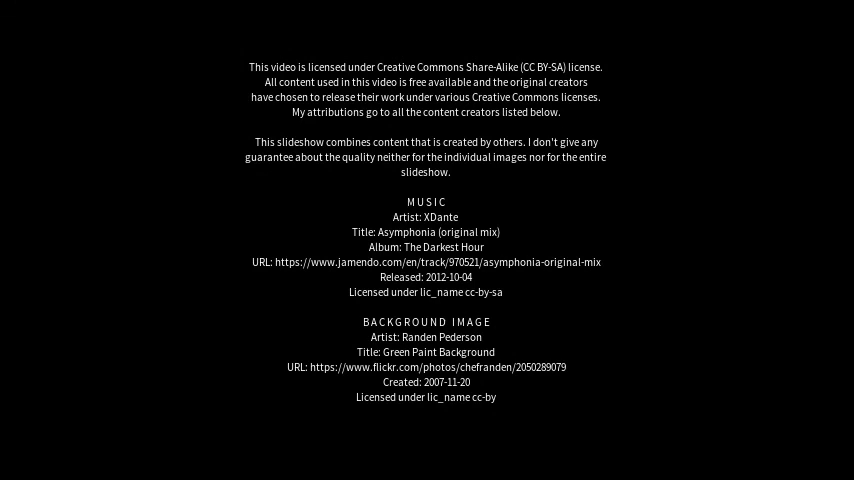 This video is licensed under Creative Commons Share-Alike (CC BY-SA) license.
All content used in this video is free available and the original creators
have chosen to release their work under various Creative Commons licenses.
My attributions go to all the content creators listed below.
This slideshow combines content that is created by others. I don't give any
guarantee about the quality neither for the individual images nor for the entire
slideshow.
M U S I C
Artist: XDante
Title: Asymphonia (original mix)
Album: The Darkest Hour
URL: https://www.jamendo.com/en/track/970521/asymphonia-original-mix
Released: 2012-10-04
Licensed under lic_name cc-by-sa
B A C K G R O U N D   I M A G E
Artist: Randen Pederson
Title: Green Paint Background
URL: https://www.flickr.com/photos/chefranden/2050289079
Created: 2007-11-20
Licensed under lic_name cc-by